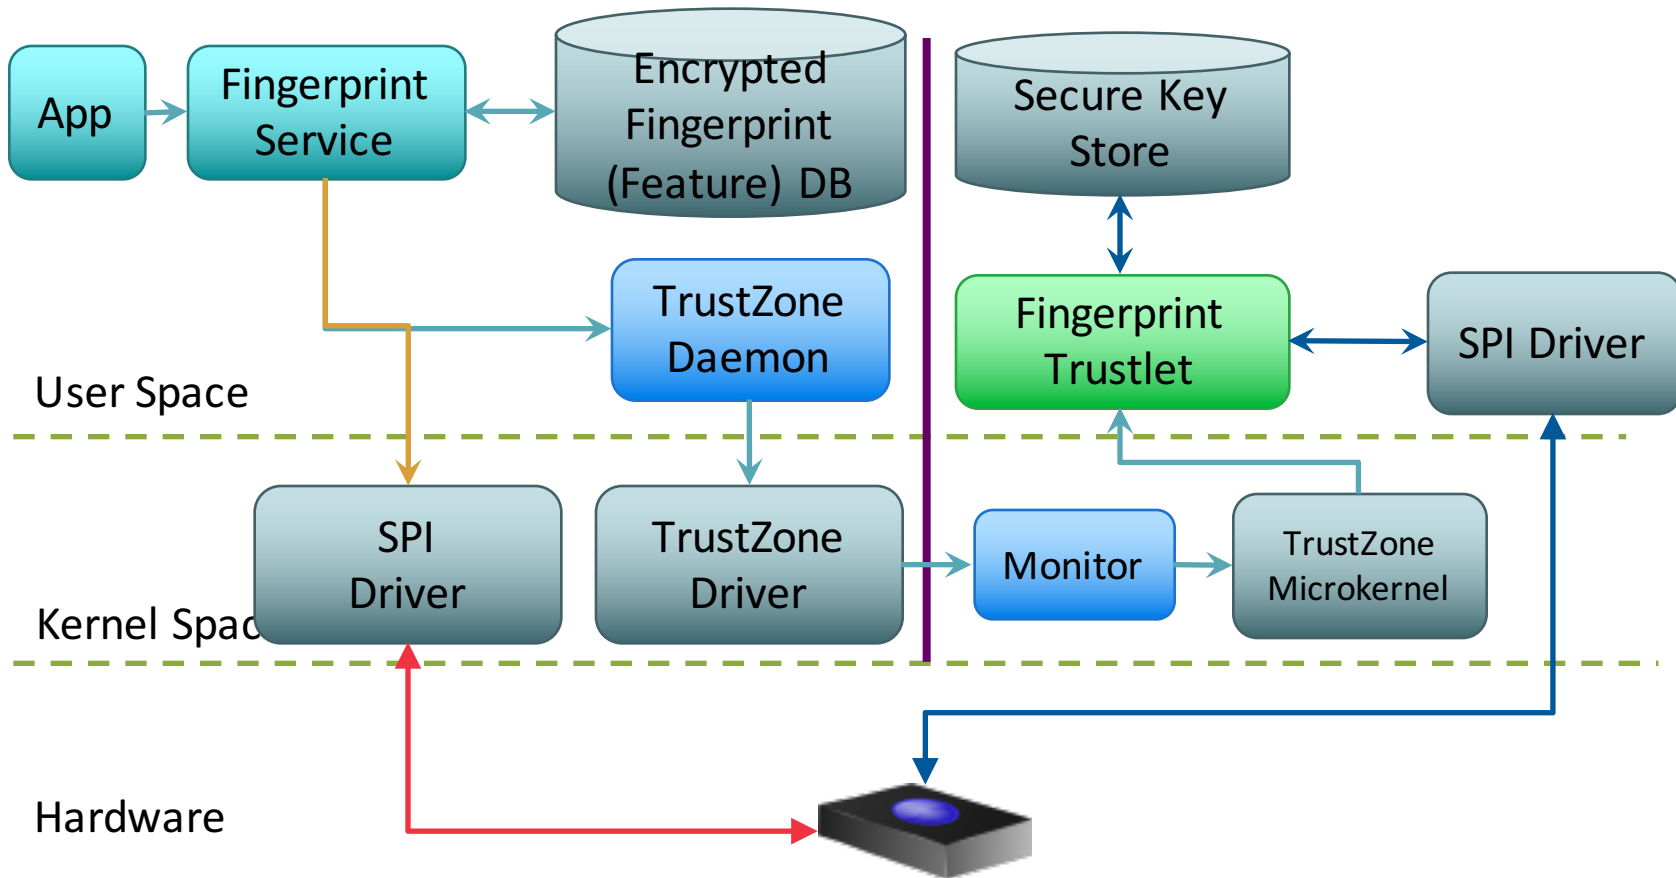 App
Fingerprint
Service
Encrypted
Fingerprint
(Feature) DB
Secure Key
Store
TrustZone
Daemon
Fingerprint
Trustlet
SPI Driver
User Space
SPI
Driver
TrustZone
Driver
Monitor
TrustZone
Microkernel
Kernel Spac
Hardware